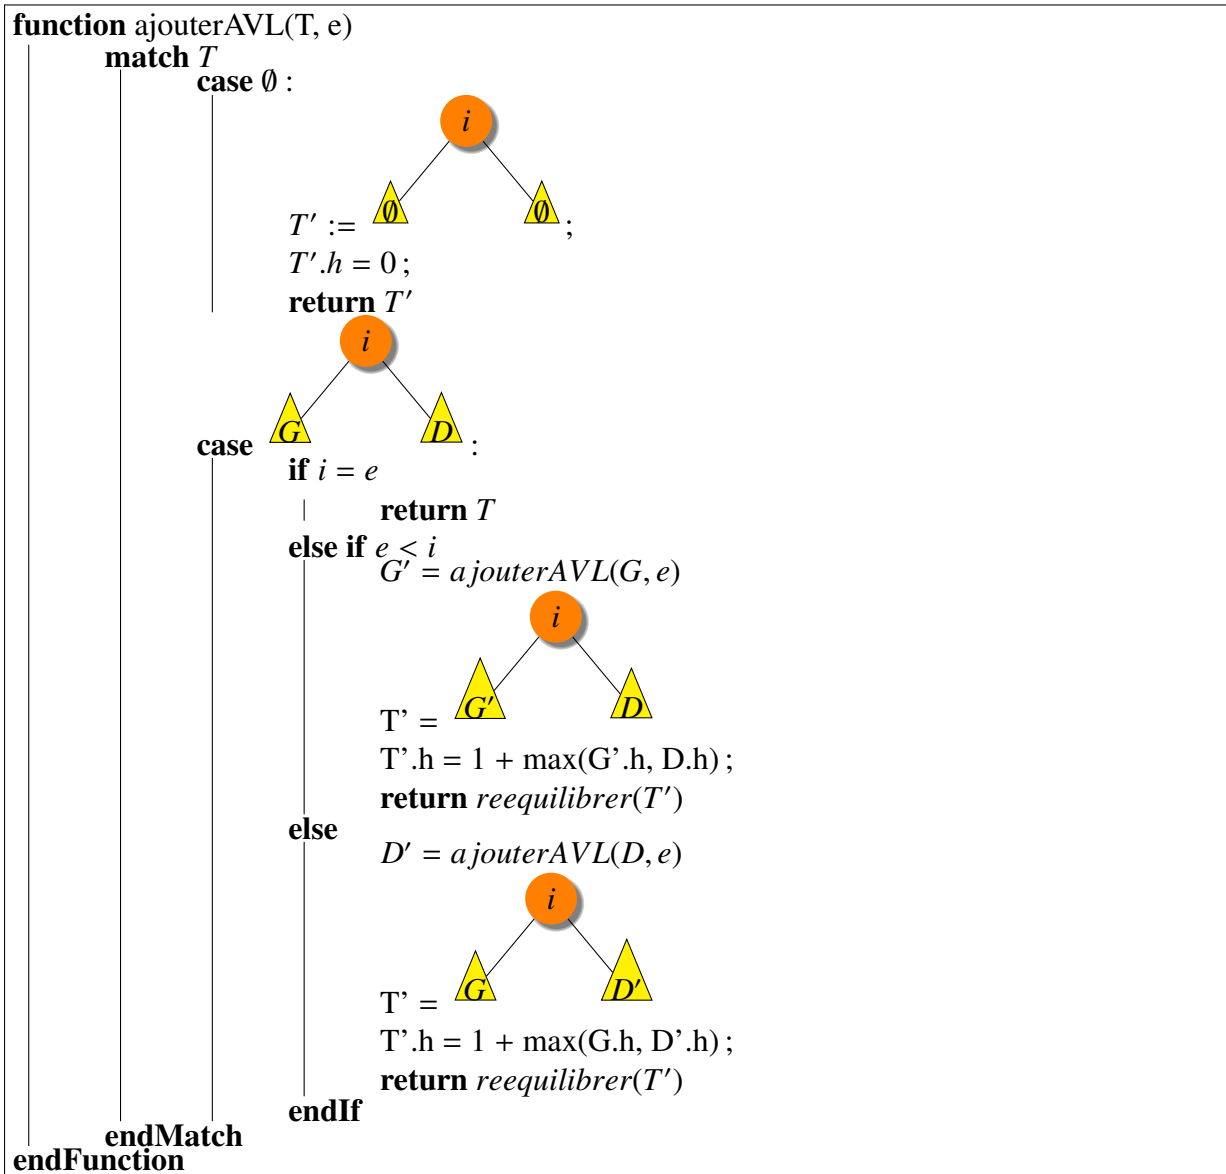 function ajouterAVL(T, e)
match T
case ∅ :
i
T′ := ∅ ∅ ;
T′.h = 0 ;
return T′
i
case G D :
if i = e
return T
else if e < i
G′ = ajouterAVL(G, e)
i
T’ = G′ D
T’.h = 1 + max(G’.h, D.h) ;
return reequilibrer(T′)
else
D′ = ajouterAVL(D, e)
i
T’ = G D′
T’.h = 1 + max(G.h, D’.h) ;
return reequilibrer(T′)
endIf
endMatch
endFunction